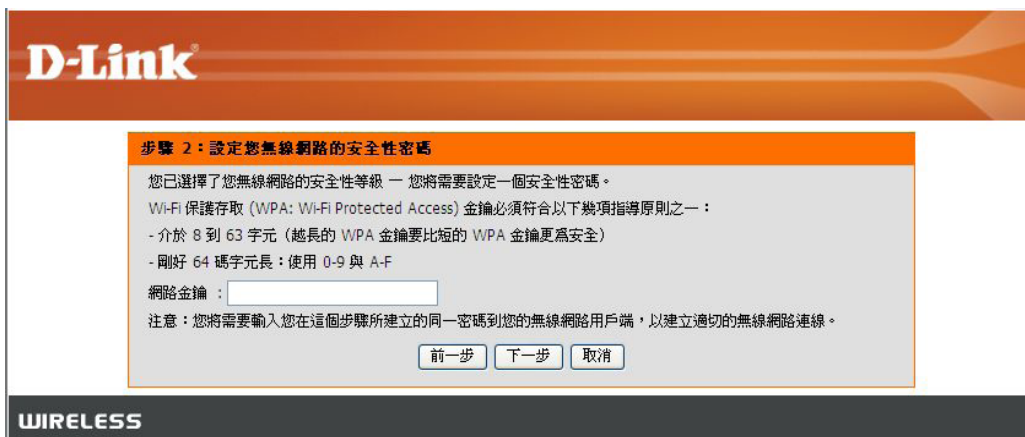 D-Link®
步驟 2：設定您無線網路的安全性密碼
您已選擇了您無線網路的安全性等級 — 您將需要設定一個安全性密碼。
Wi-Fi 保護存取 (WPA: Wi-Fi Protected Access) 金鑰必須符合以下幾項指導原則之一：
- 介於 8 到 63 字元（越長的 WPA 金鑰要比短的 WPA 金鑰更為安全）
- 剛好 64 碼字元長：使用 0-9 與 A-F
網路金鑰 ：
注意：您將需要輸入您在這個步驟所建立的同一密碼到您的無線網路用戶端，以建立適切的無線網路連線。
前一步 下一步 取消
WIRELESS